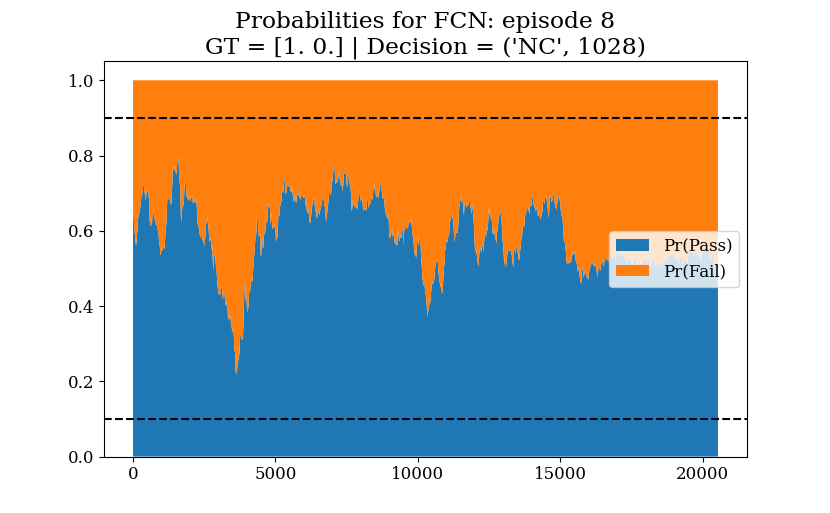 Probabilities for FCN: episode 8
GT = [1. 0.] | Decision = ('NC', 1028)
1.0
0.8
0.6
0.4
0.2
0.0
Pr(Pass)
Pr(Fail)
0
5000
10000
15000
20000